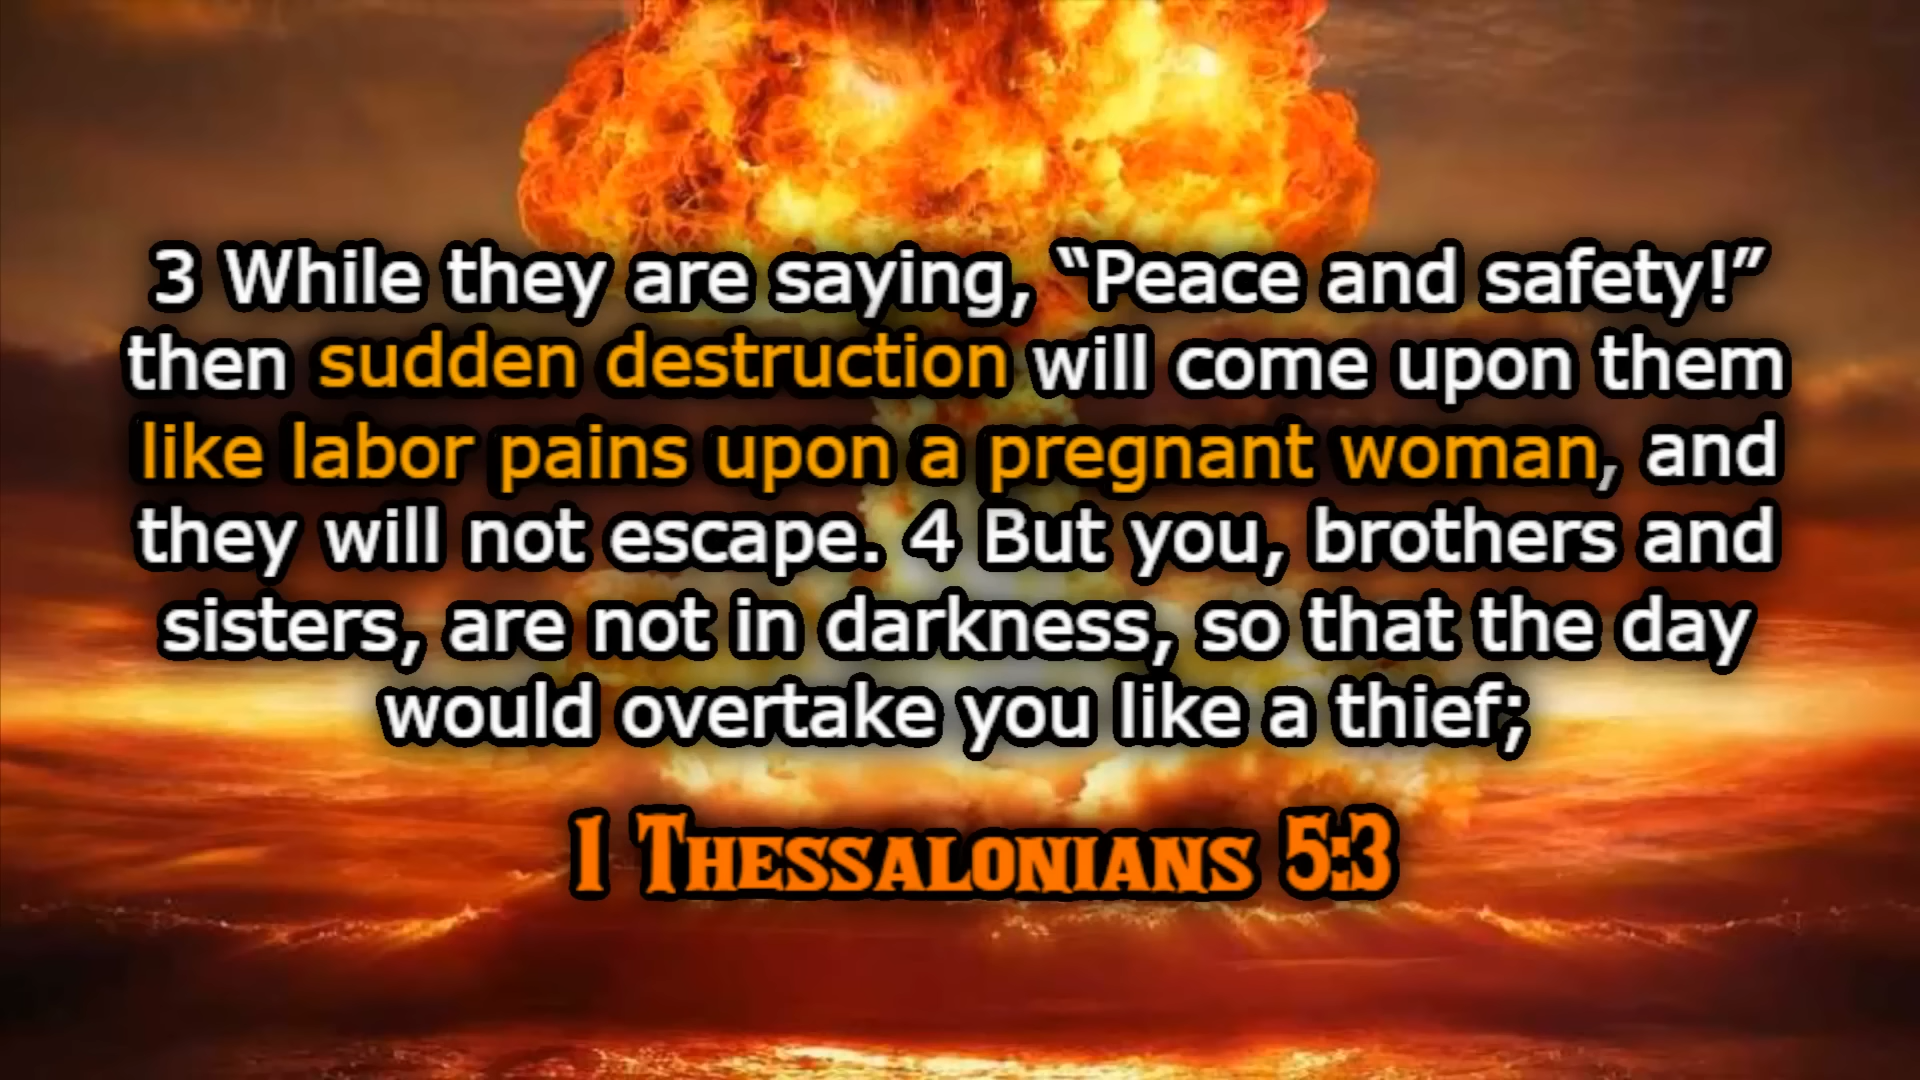 3 While they are saying, “Peace and safety!”
then sudden destruction will come upon them
like labor pains upon a pregnant woman, and
they will not escape. 4 But you, brothers and
sisters, are not in darkness, so that the day
would overtake you like a thief;
1 Thessalonians 5:3